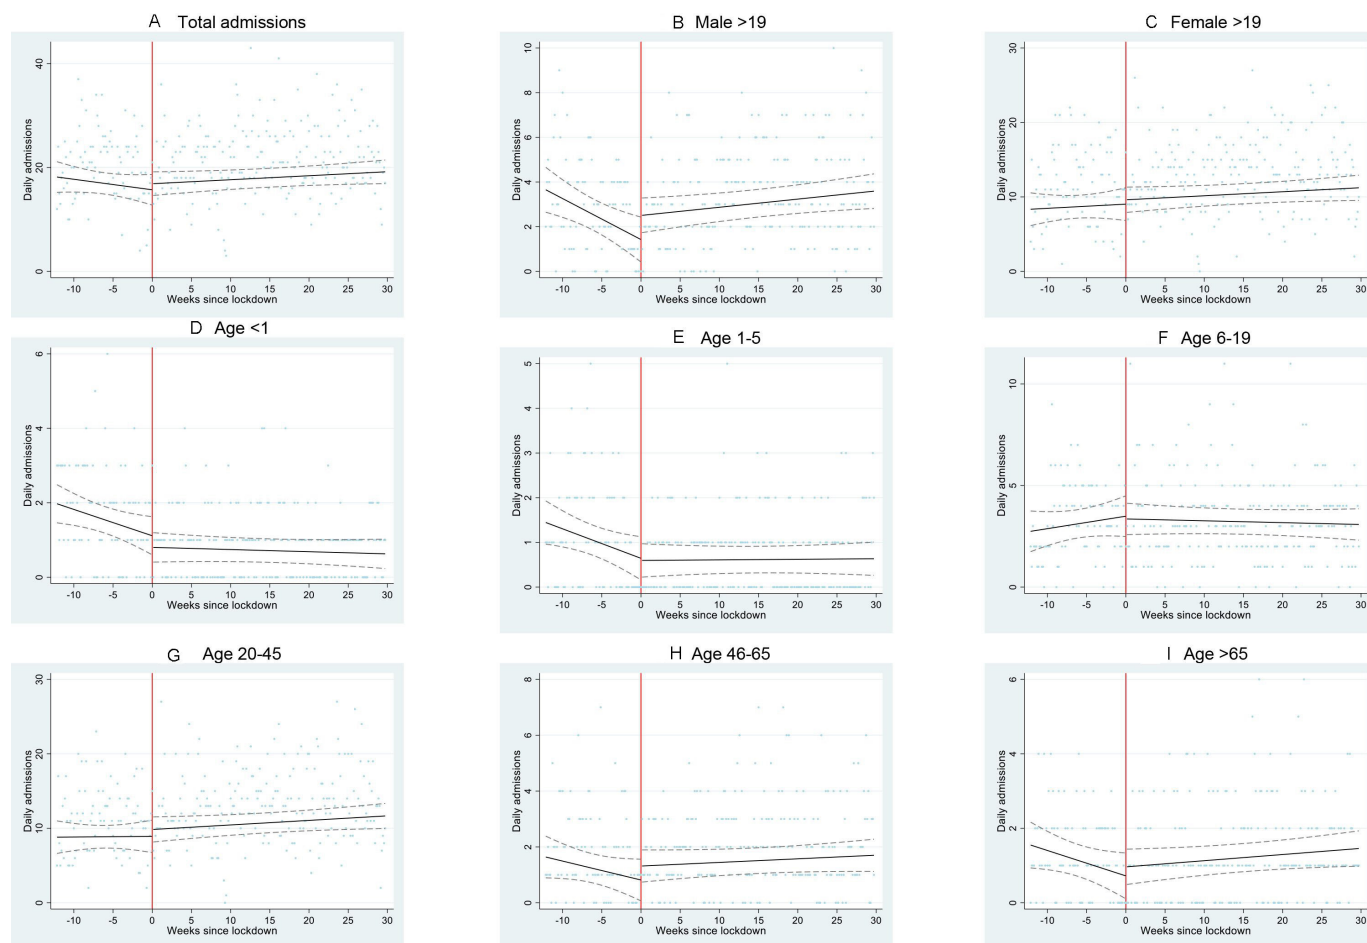 A Total admissions
Daily admissions
40
20
0
-10 -5 0 5 10 15 20 25 30
Weeks since lockdown
B Male >19
Daily admissions
10
8
6
4
2
0
-10 -5 0 5 10 15 20 25 30
Weeks since lockdown
C Female >19
Daily admissions
30
20
10
0
-10 -5 0 5 10 15 20 25 30
Weeks since lockdown
D Age <1
Daily admissions
6
4
2
0
-10 -5 0 5 10 15 20 25 30
Weeks since lockdown
E Age 1-5
Daily admissions
5
4
3
2
1
0
-10 -5 0 5 10 15 20 25 30
Weeks since lockdown
F Age 6-19
Daily admissions
10
5
0
-10 -5 0 5 10 15 20 25 30
Weeks since lockdown
G Age 20-45
Daily admissions
30
20
10
0
-10 -5 0 5 10 15 20 25 30
Weeks since lockdown
H Age 46-65
Daily admissions
8
6
4
2
0
-10 -5 0 5 10 15 20 25 30
Weeks since lockdown
I Age >65
Daily admissions
6
4
2
0
-10 -5 0 5 10 15 20 25 30
Weeks since lockdown